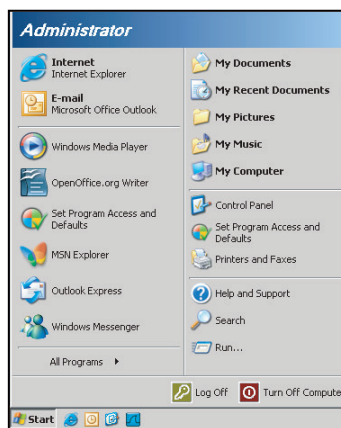 Administrator
Internet
Internet Explorer
E-mail
Microsoft Office Outlook
Windows Media Player
OpenOffice.org Writer
Set Program Access and
Defaults
MSN Explorer
Outlook Express
Windows Messenger
All Programs
My Documents
My Recent Documents
My Pictures
My Music
My Computer
Control Panel
Set Program Access and
Defaults
Printers and Faxes
Help and Support
Search
Run...
Log Off
Turn Off Compute
Start